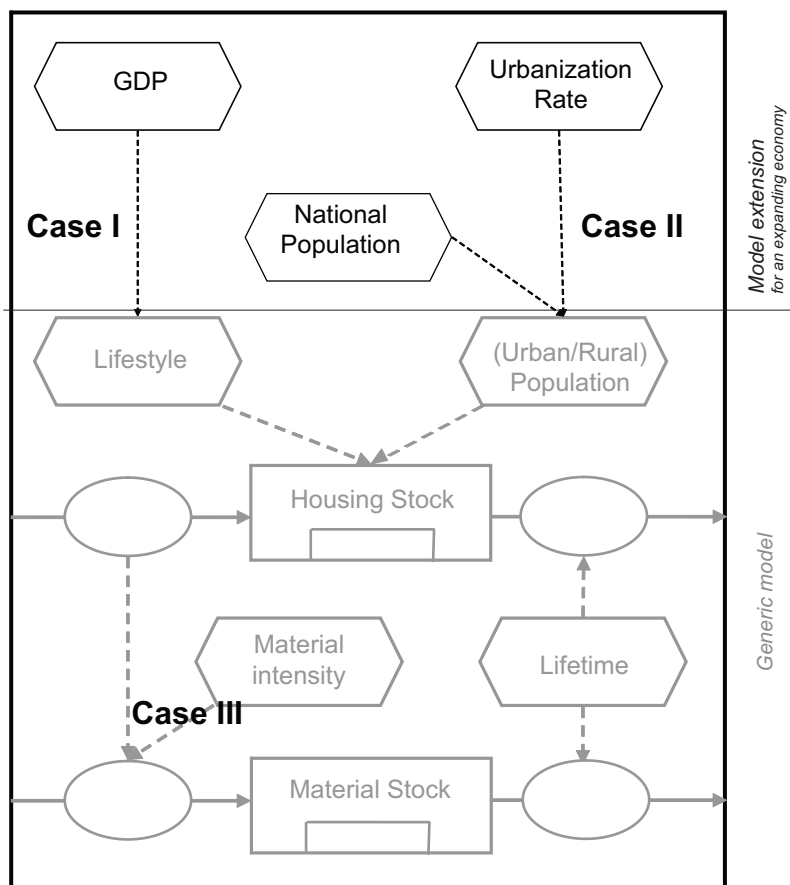 GDP
Urbanization
Rate
Case I
National
Population
Case II
Model extension
for an expanding economy
Lifestyle
(Urban/Rural)
Population
Housing Stock
Material
intensity
Lifetime
Generic model
Case III
Material Stock